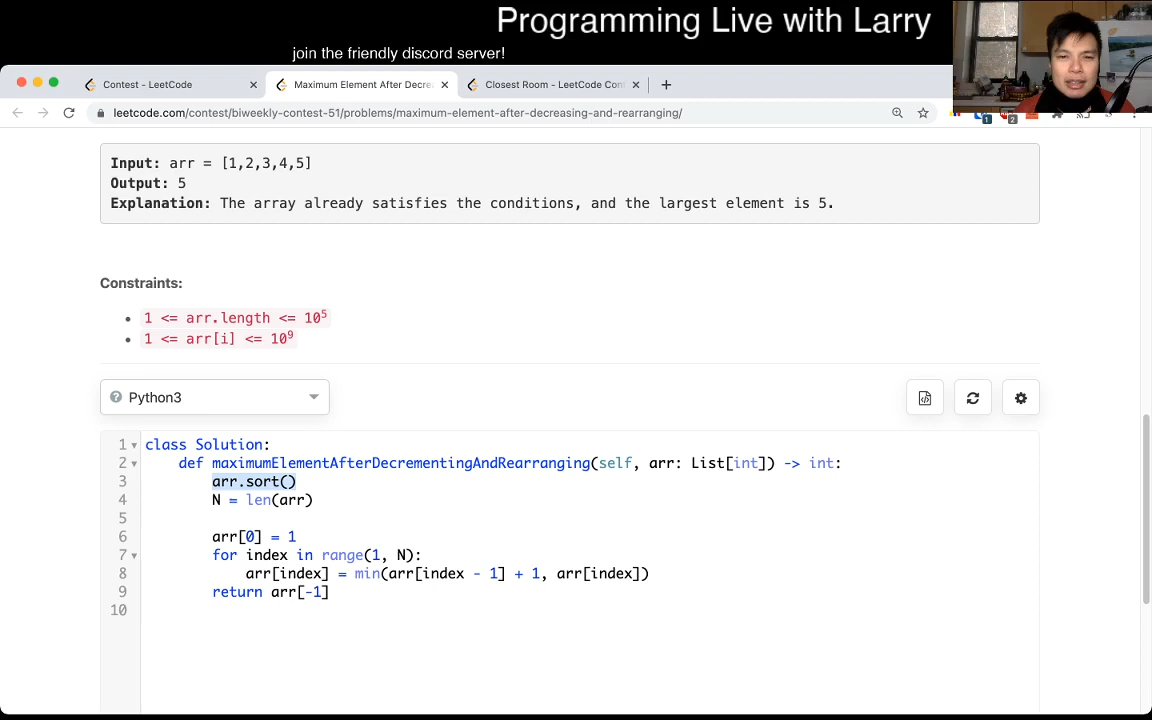 Programming Live with Larry
join the friendly discord server!
Contest - LeetCode
Maximum Element After Decre
Closest Room - LeetCode Cont
leetcode.com/contest/biweekly-contest-51/problems/maximum-element-after-decreasing-and-rearranging/
1
2
Input: arr = [1,2,3,4,5]
Output: 5
Explanation: The array already satisfies the conditions, and the largest element is 5.
Constraints:
1 <= arr.length <= 10^5
1 <= arr[i] <= 10^9
Python3
1 class Solution:
2 def maximumElementAfterDecrementingAndRearranging(self, arr: List[int]) -> int:
3 arr.sort()
4 N = len(arr)
5
6 arr[0] = 1
7 for index in range(1, N):
8 arr[index] = min(arr[index - 1] + 1, arr[index])
9 return arr[-1]
10